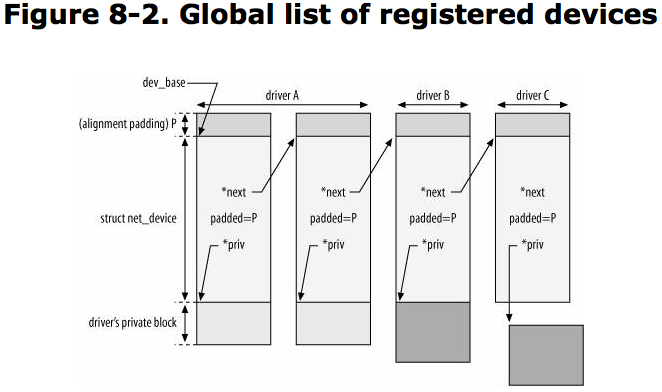 Figure 8-2. Global list of registered devices
dev_base
driver A
driver B
driver C
(alignment padding) P
*next
*next
*next
*next
struct net_device
padded=P
padded=P
padded=P
padded=P
*priv
*priv
*priv
*priv
driver's private block